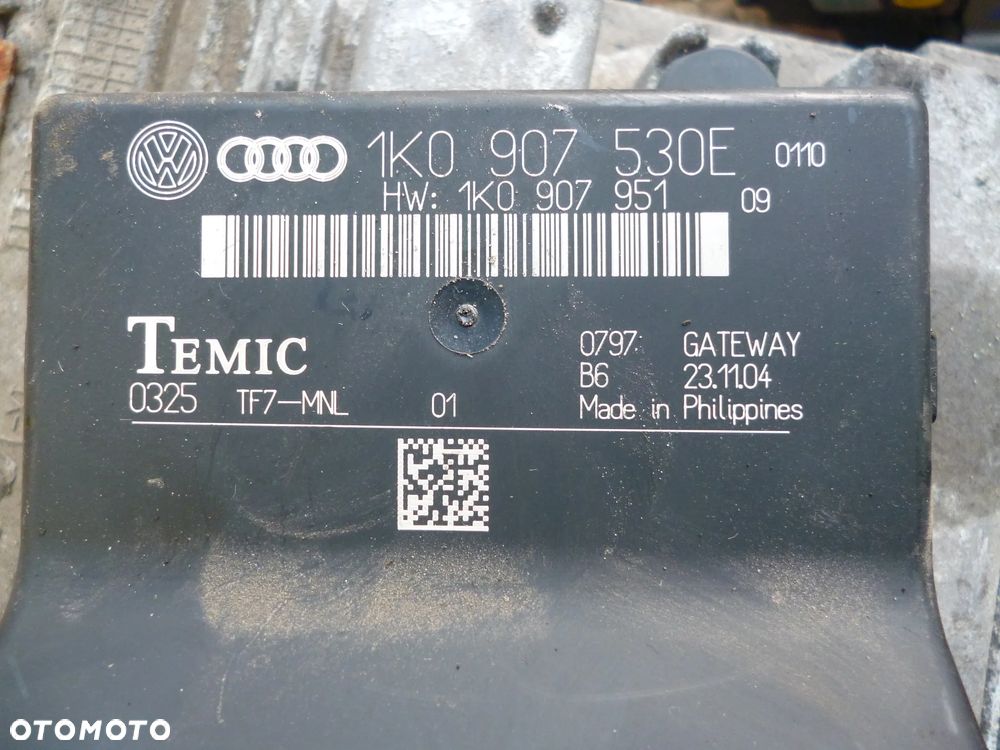 1K0 907 530E 0110
HW: 1K0 907 951 09
TEMIC
0797 GATEWAY
B6 23.11.04
0325 TF7-MNL 01 Made in Philippines
OTOMOTO